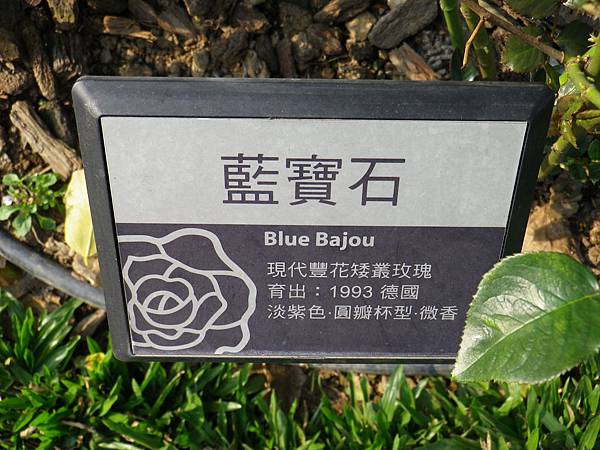 藍寶石
Blue Bajou
現代豐花矮叢玫瑰
育出：1993 德國
淡紫色·圓瓣杯型·微香